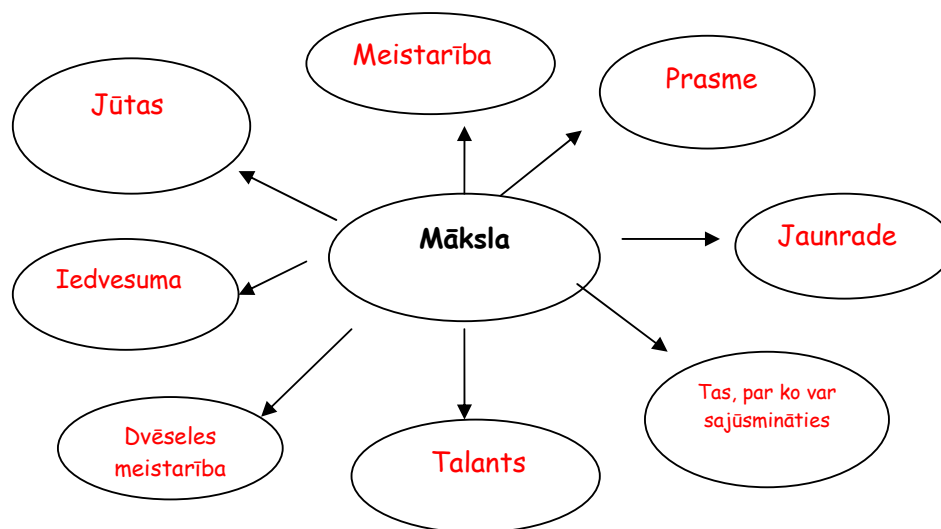 Meistarība
Prasme
Jūtas
Māksla
Jaunrade
Iedvesuma
Tas, par ko var
sajūsmināties
Dvēseles
meistarība
Talants